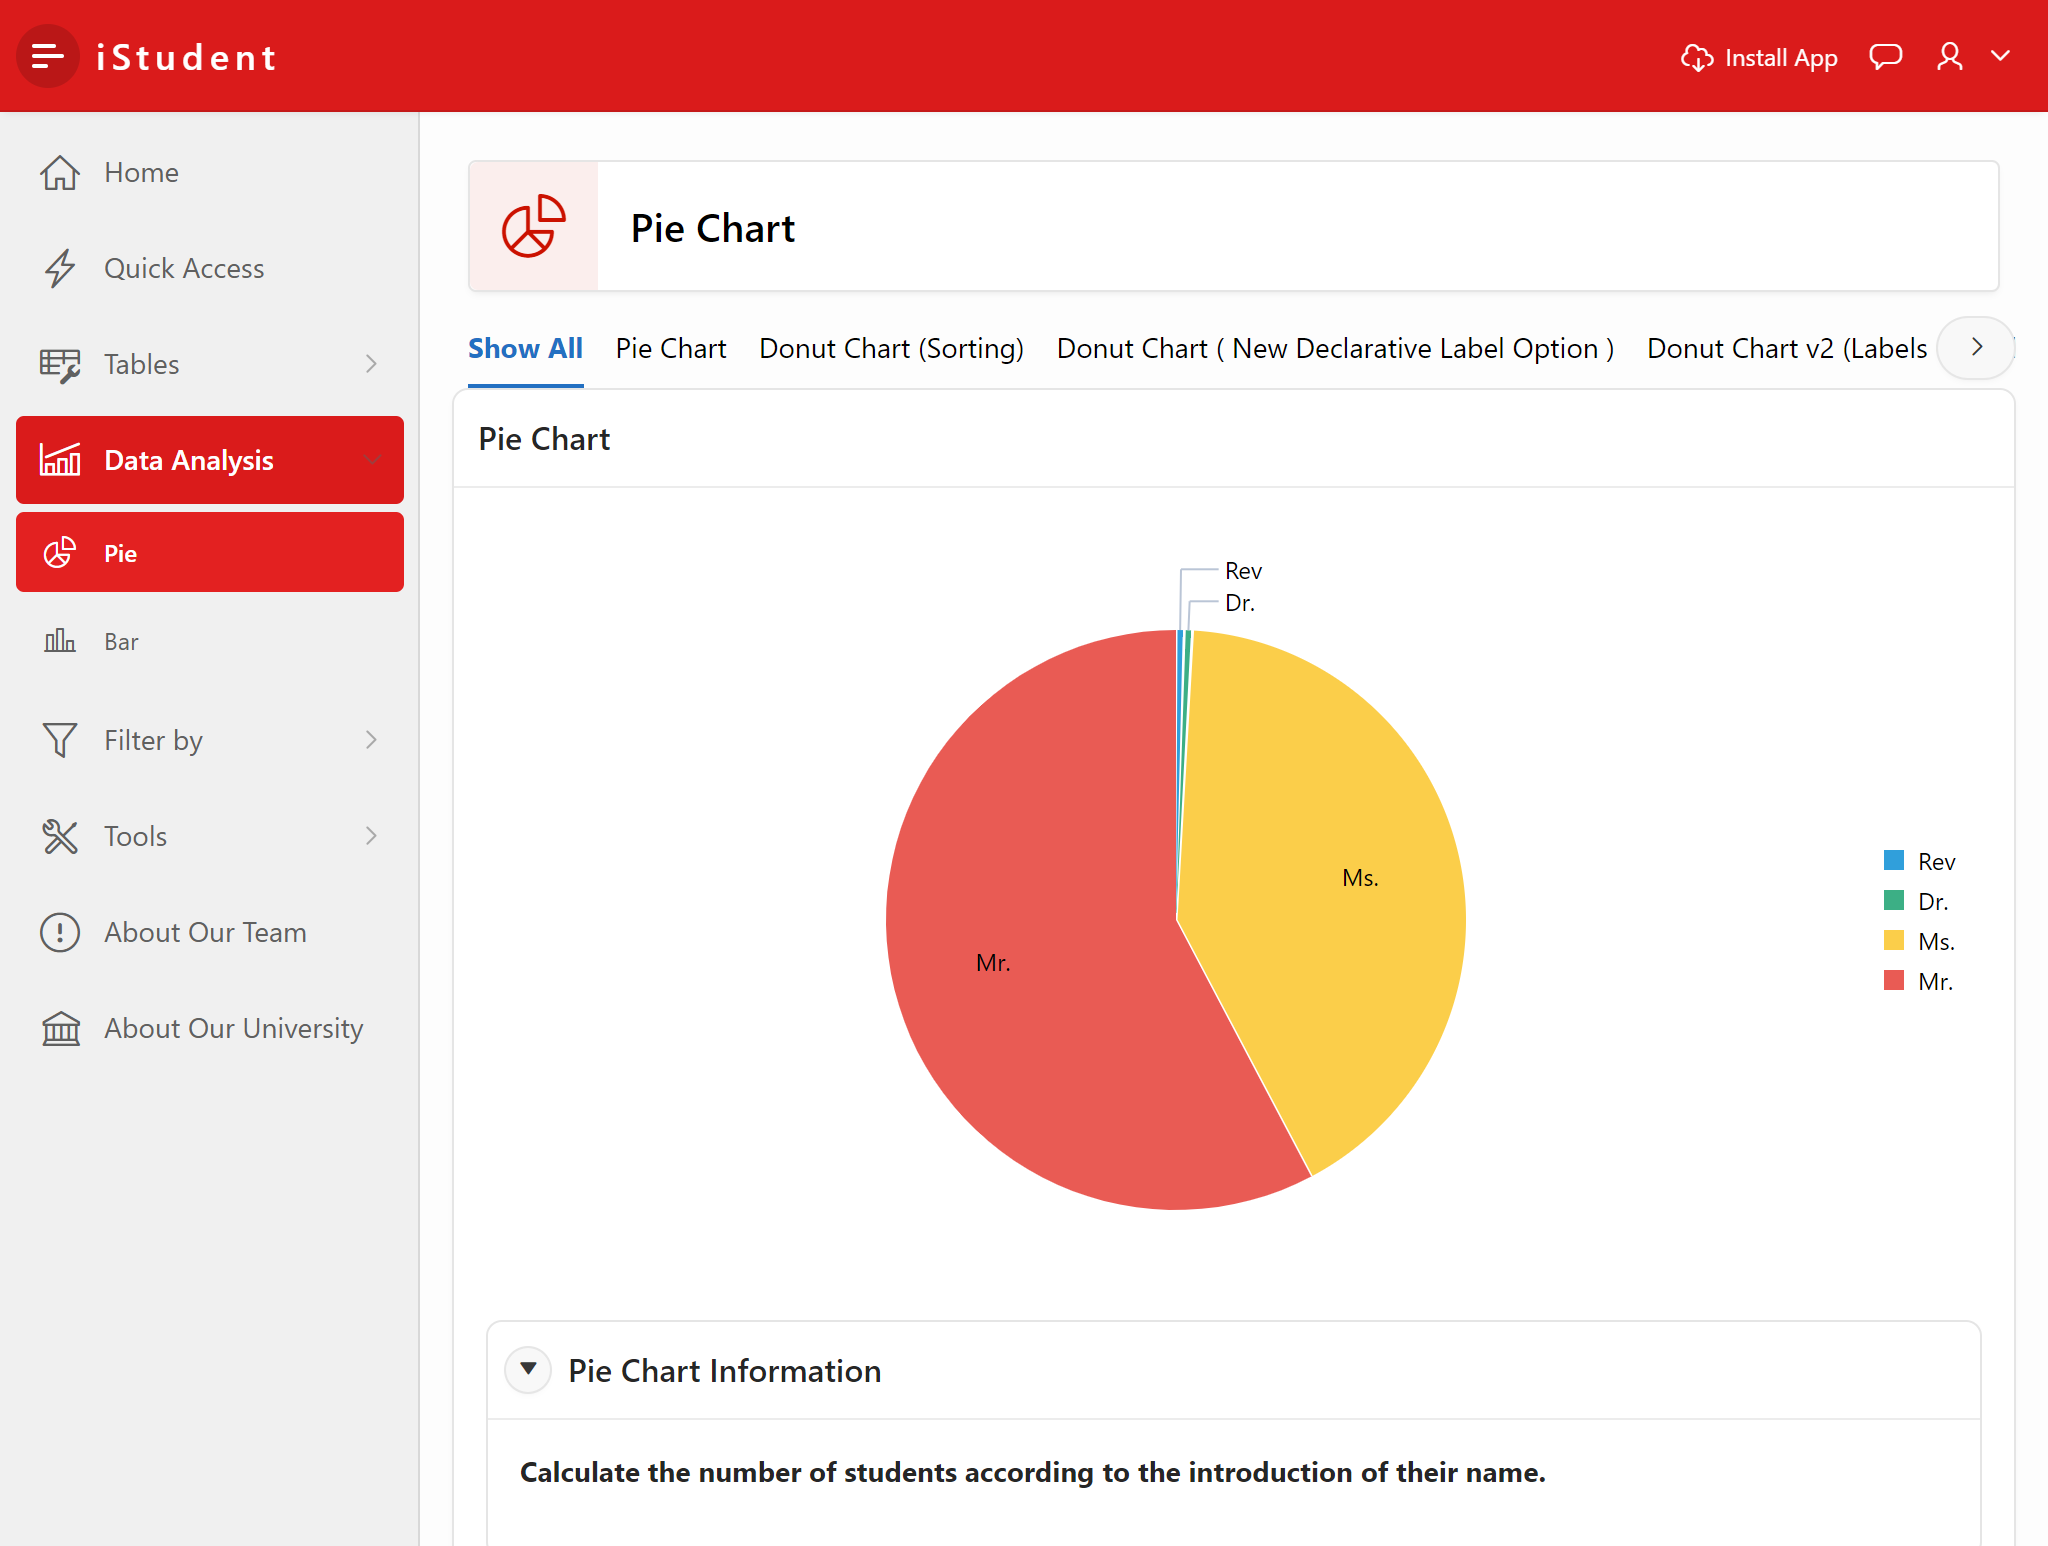 iStudent
Install App
Home
Quick Access
Tables
Data Analysis
Pie
Bar
Filter by
Tools
About Our Team
About Our University
Pie Chart
Show All
Pie Chart
Donut Chart (Sorting)
Donut Chart ( New Declarative Label Option )
Donut Chart v2 (Labels
Pie Chart
Rev
Dr.
Ms.
Mr.
Rev
Dr.
Ms.
Mr.
Pie Chart Information
Calculate the number of students according to the introduction of their name.